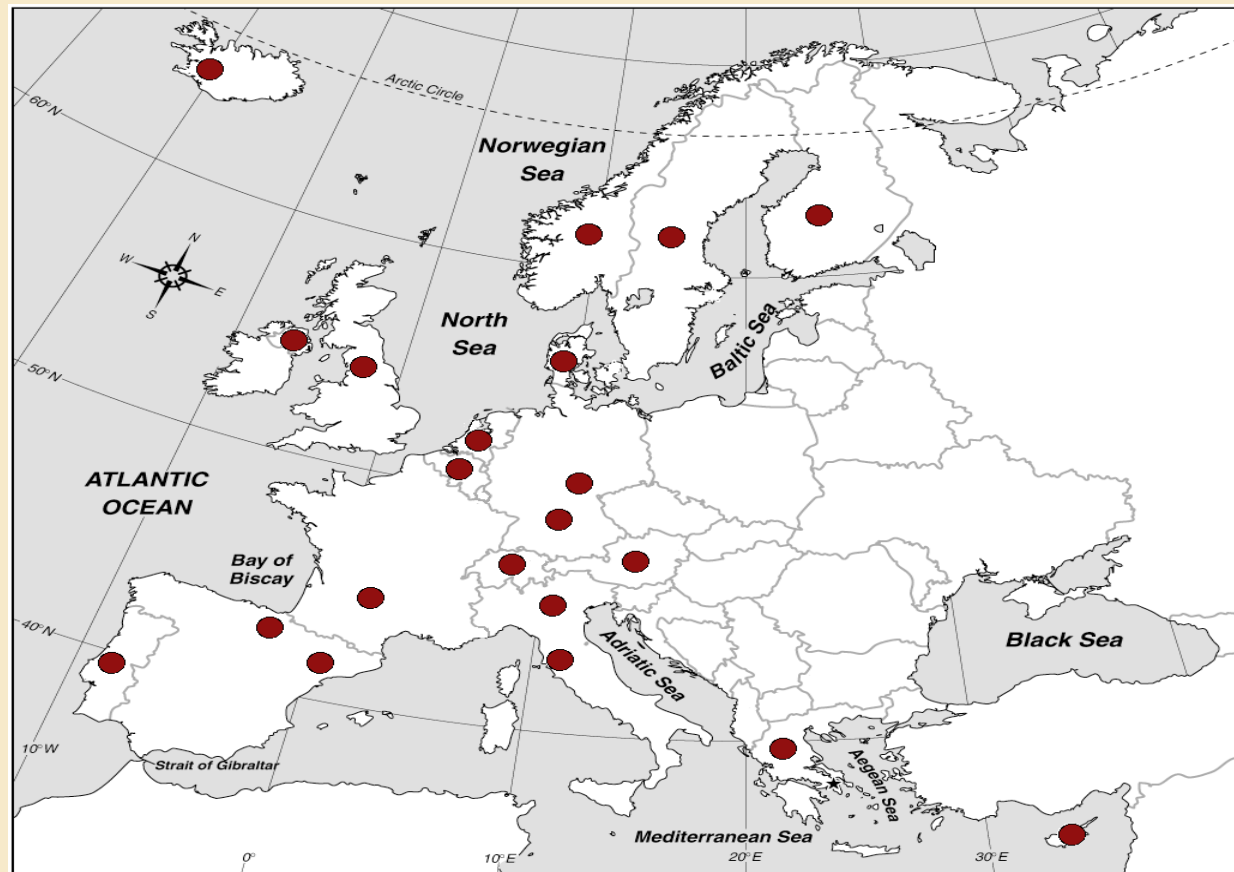 Arctic Circle
60°N
Norwegian
Sea
N
W
E
S
North
Sea
Baltic Sea
50°N
ATLANTIC
OCEAN
Bay of
Biscay
40°N
Adriatic Sea
Black Sea
10°W
Strait of Gibraltar
Aegean Sea
Mediterranean Sea
0°
10°E
20°E
30°E